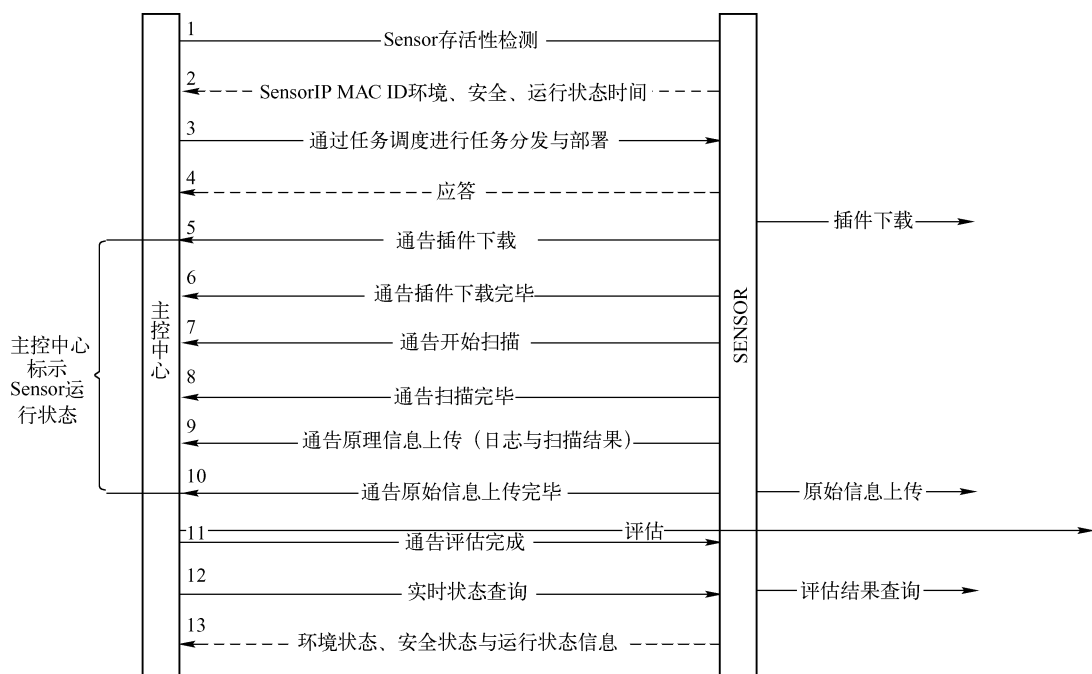 1
Sensor存活性检测
2
SensorIP MAC ID环境、安全、运行状态时间
3
通过任务调度进行任务分发与部署
4
应答
插件下载
5
通告插件下载
6
通告插件下载完毕
7
通告开始扫描
8
通告扫描完毕
9
通告原理信息上传（日志与扫描结果）
10
通告原始信息上传完毕
原始信息上传
评估
11
通告评估完成
12
实时状态查询
评估结果查询
13
环境状态、安全状态与运行状态信息
主控中心
SENSOR
主控中心
标示
Sensor运
行状态